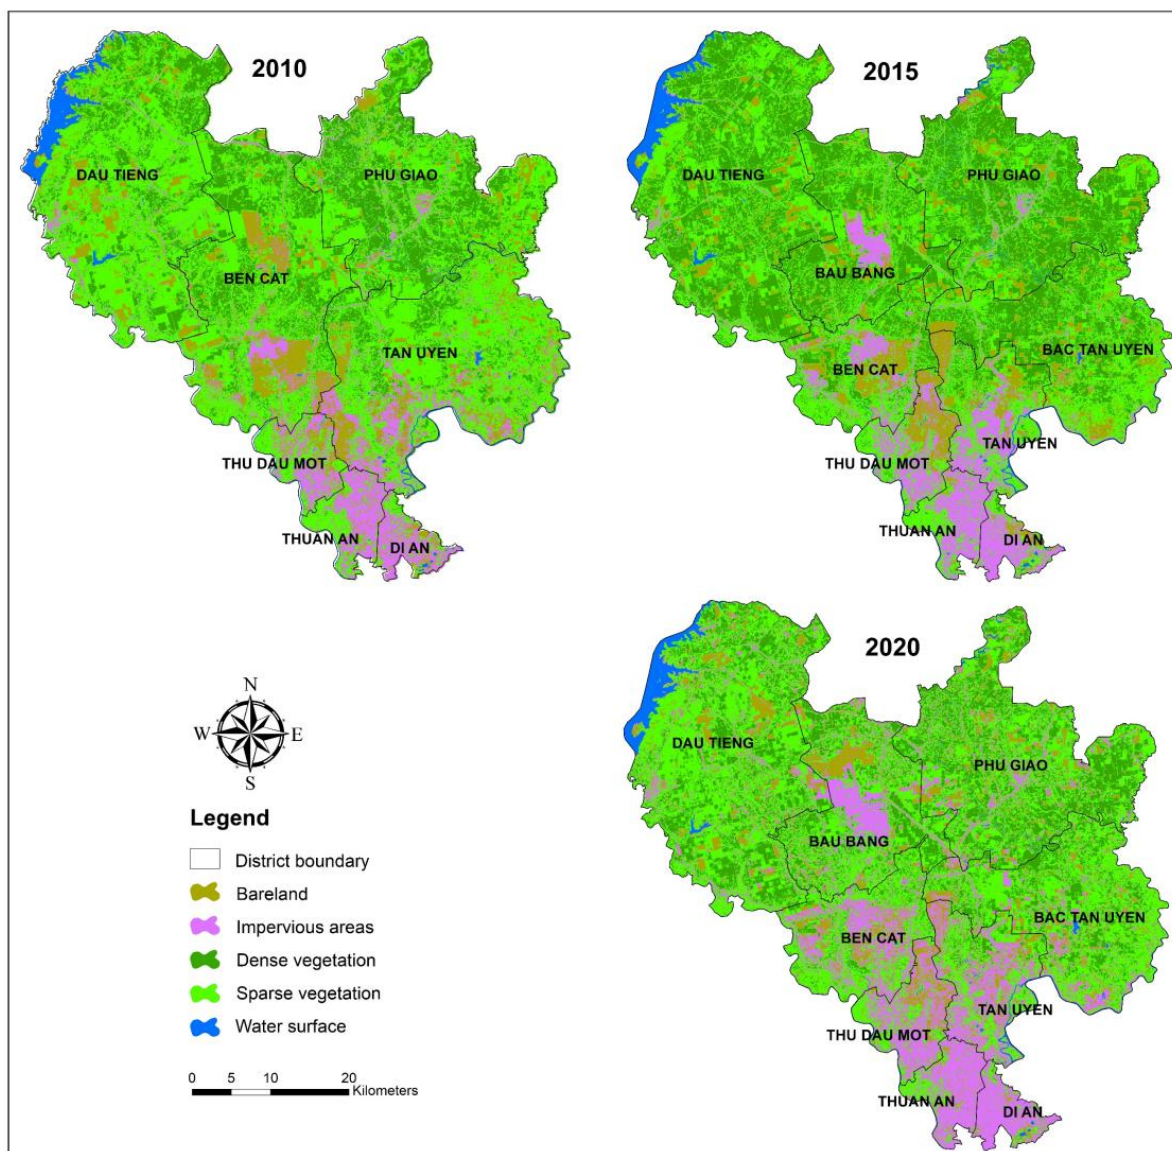 2010
DAU TIENG
PHU GIAO
BEN CAT
TAN UYEN
THU DAU MOT
THUAN AN
DI AN
2015
DAU TIENG
PHU GIAO
BAU BANG
BAC TAN UYEN
BEN CAT
TAN UYEN
THU DAU MOT
THUAN AN
DI AN
2020
DAU TIENG
PHU GIAO
BAU BANG
BAC TAN UYEN
BEN CAT
TAN UYEN
THU DAU MOT
THUAN AN
DI AN
N
W E
S
Legend
District boundary
Bareland
Impervious areas
Dense vegetation
Sparse vegetation
Water surface
0 5 10 20
Kilometers